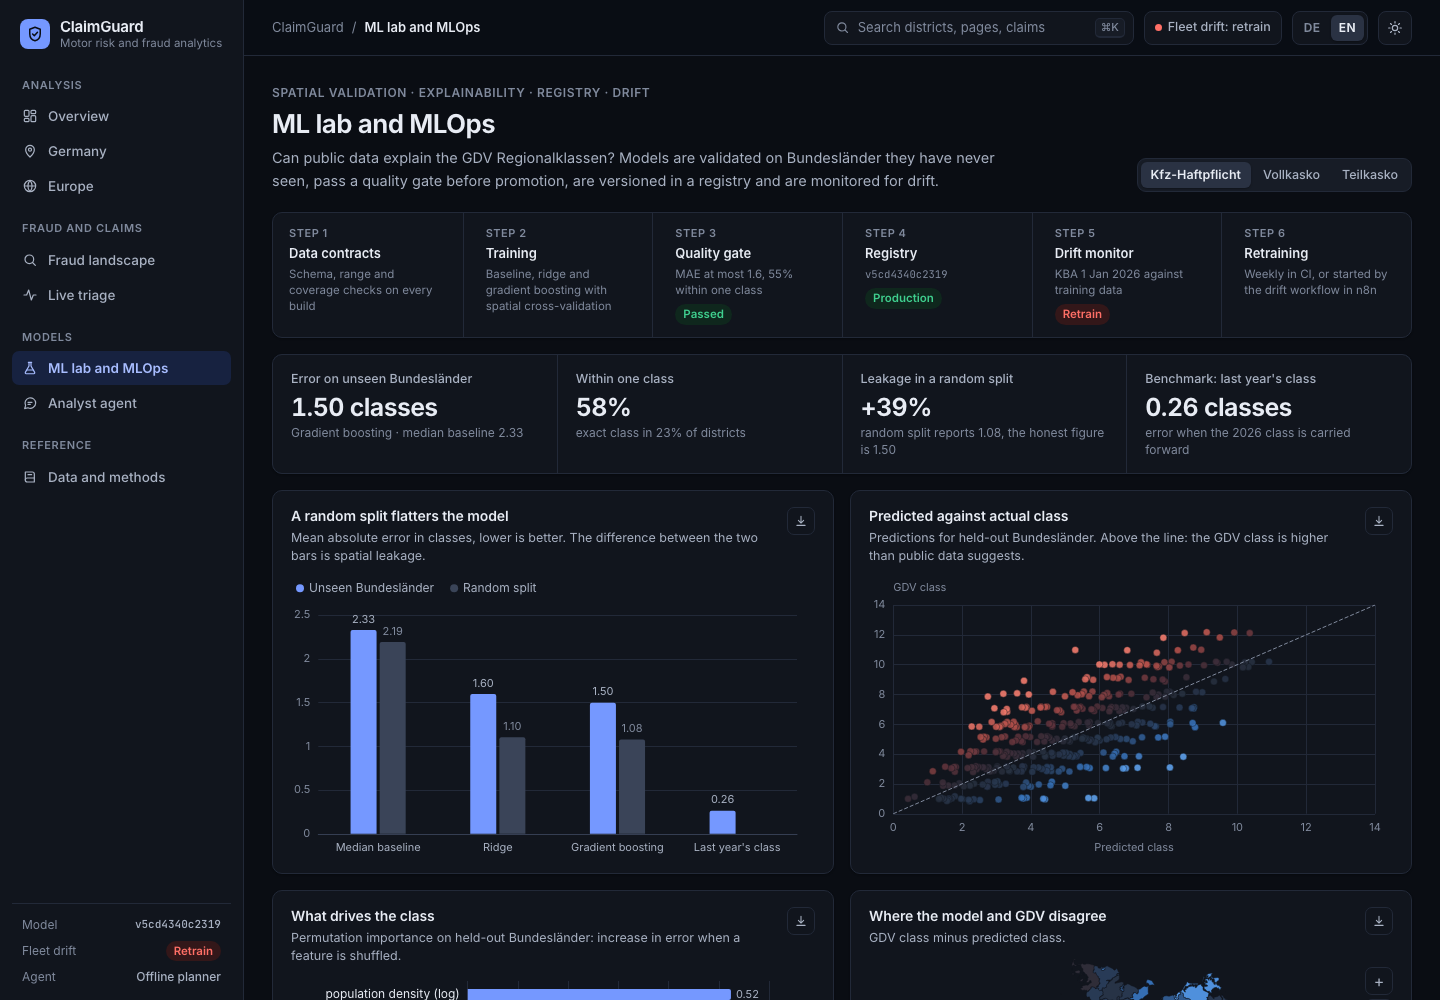 ClaimGuard
Motor risk and fraud analytics
ANALYSIS
Overview
Germany
Europe
FRAUD AND CLAIMS
Fraud landscape
Live triage
MODELS
ML lab and MLOps
Analyst agent
REFERENCE
Data and methods
Model v5cd4340c2319
Fleet drift Retrain
Agent Offline planner
ClaimGuard / ML lab and MLOps
Search districts, pages, claims ⌘K
Fleet drift: retrain
DE EN
SPATIAL VALIDATION · EXPLAINABILITY · REGISTRY · DRIFT
ML lab and MLOps
Can public data explain the GDV Regionalklassen? Models are validated on Bundesländer they have never
seen, pass a quality gate before promotion, are versioned in a registry and are monitored for drift.
Kfz-Haftpflicht Vollkasko Teilkasko
STEP 1
Data contracts
Schema, range and
coverage checks on every
build
STEP 2
Training
Baseline, ridge and
gradient boosting with
spatial cross-validation
STEP 3
Quality gate
MAE at most 1.6, 55%
within one class
Passed
STEP 4
Registry
v5cd4340c2319
Production
STEP 5
Drift monitor
KBA 1 Jan 2026 against
training data
Retrain
STEP 6
Retraining
Weekly in CI, or started by
the drift workflow in n8n
Error on unseen Bundesländer
1.50 classes
Gradient boosting · median baseline 2.33
Within one class
58%
exact class in 23% of districts
Leakage in a random split
+39%
random split reports 1.08, the honest figure
is 1.50
Benchmark: last year's class
0.26 classes
error when the 2026 class is carried
forward
A random split flatters the model
Mean absolute error in classes, lower is better. The difference between the two
bars is spatial leakage.
Unseen Bundesländer Random split
2.5
2
1.5
1
0.5
0
2.33
2.19
1.60
1.10
1.50
1.08
0.26
Median baseline Ridge Gradient boosting Last year's class
Predicted against actual class
Predictions for held-out Bundesländer. Above the line: the GDV class is higher
than public data suggests.
GDV class
14
12
10
8
6
4
2
0
0 2 4 6 8 10 12 14
Predicted class
What drives the class
Permutation importance on held-out Bundesländer: increase in error when a
feature is shuffled.
population density (log) 0.52
Where the model and GDV disagree
GDV class minus predicted class.
+